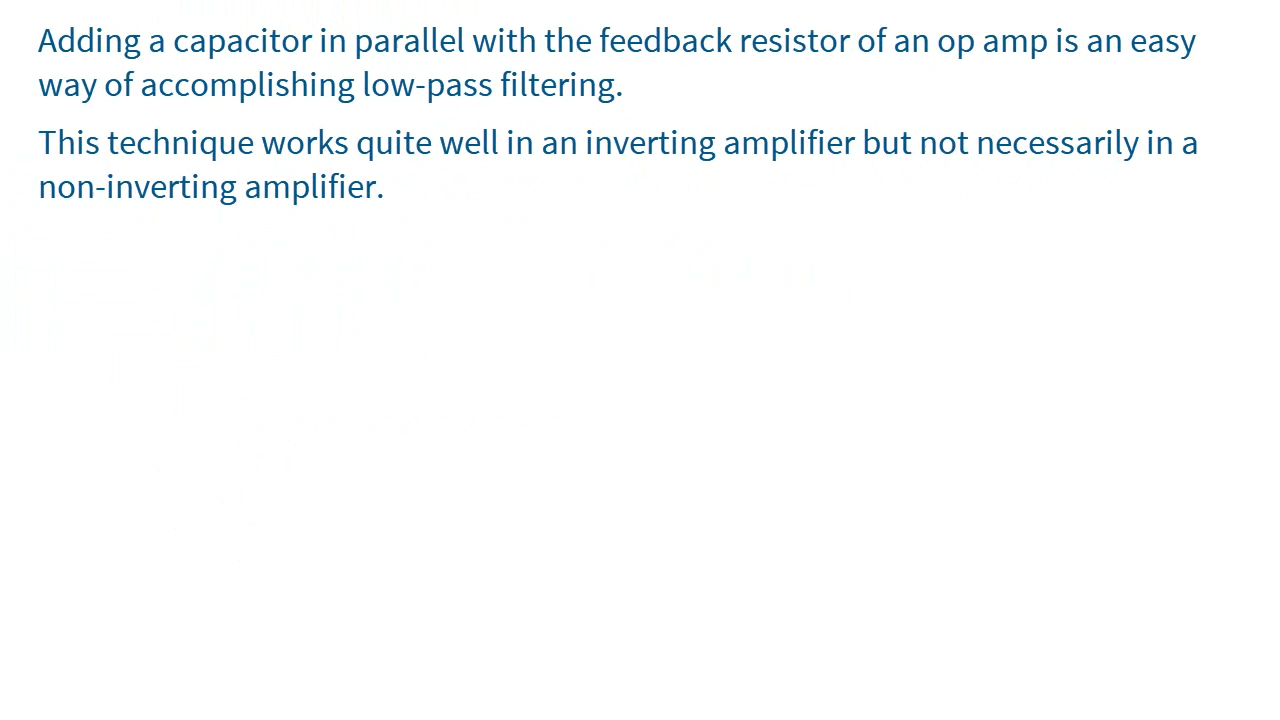 Adding a capacitor in parallel with the feedback resistor of an op amp is an easy
way of accomplishing low-pass filtering.
This technique works quite well in an inverting amplifier but not necessarily in a
non-inverting amplifier.